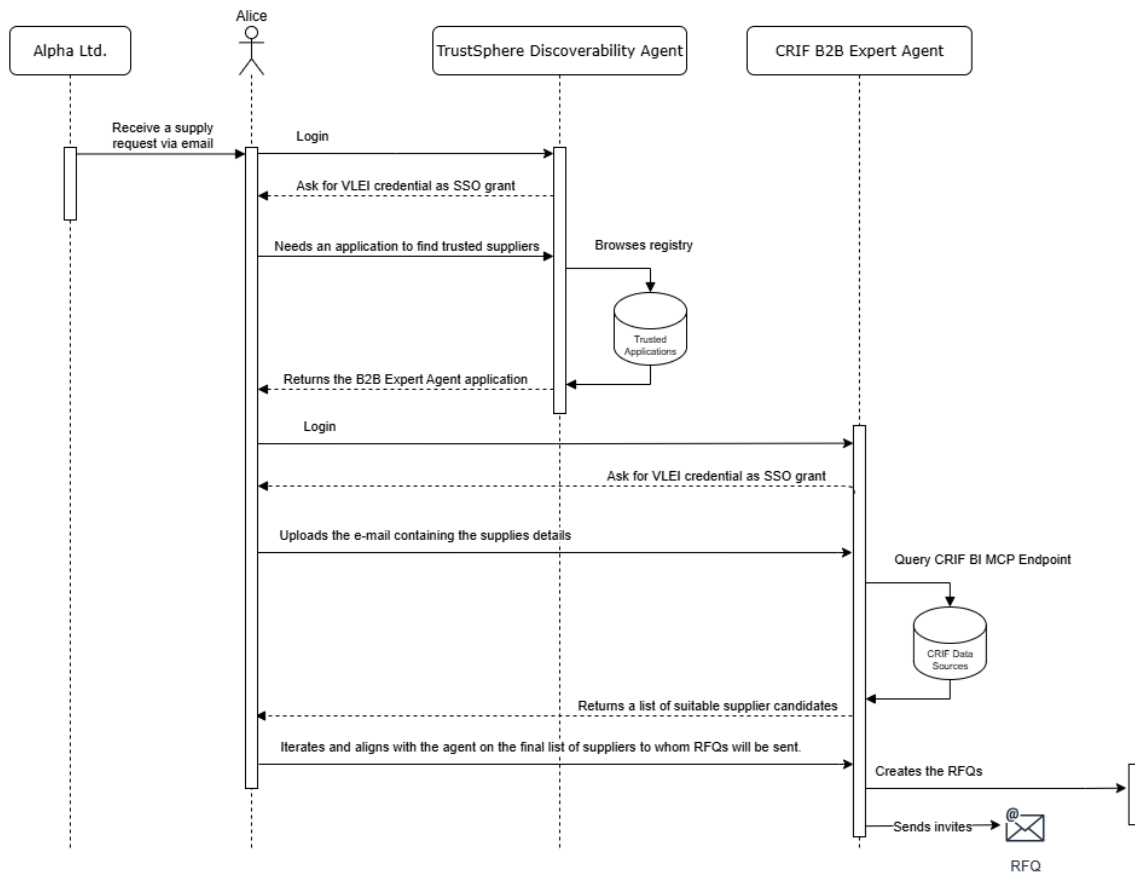 Alice
Alpha Ltd.
TrustSphere Discoverability Agent
CRIF B2B Expert Agent
Receive a supply
request via email
Login
Ask for VLEI credential as SSO grant
Needs an application to find trusted suppliers
Browses registry
Trusted
Applications
Returns the B2B Expert Agent application
Login
Ask for VLEI credential as SSO grant
Uploads the e-mail containing the supplies details
Query CRIF BI MCP Endpoint
CRIF Data
Sources
Returns a list of suitable supplier candidates
Iterates and aligns with the agent on the final list of suppliers to whom RFQs will be sent.
Creates the RFQs
Sends invites
@
RFQ